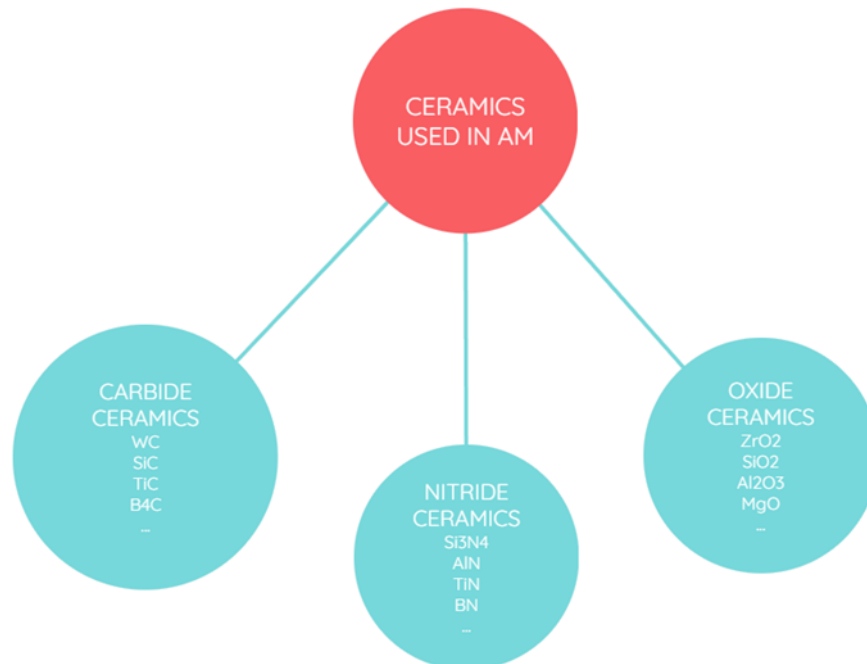 CERAMICS
USED IN AM
CARBIDE
CERAMICS
WC
SiC
TiC
B4C
...
NITRIDE
CERAMICS
Si3N4
AlN
TiN
BN
...
OXIDE
CERAMICS
ZrO2
SiO2
Al2O3
MgO
...